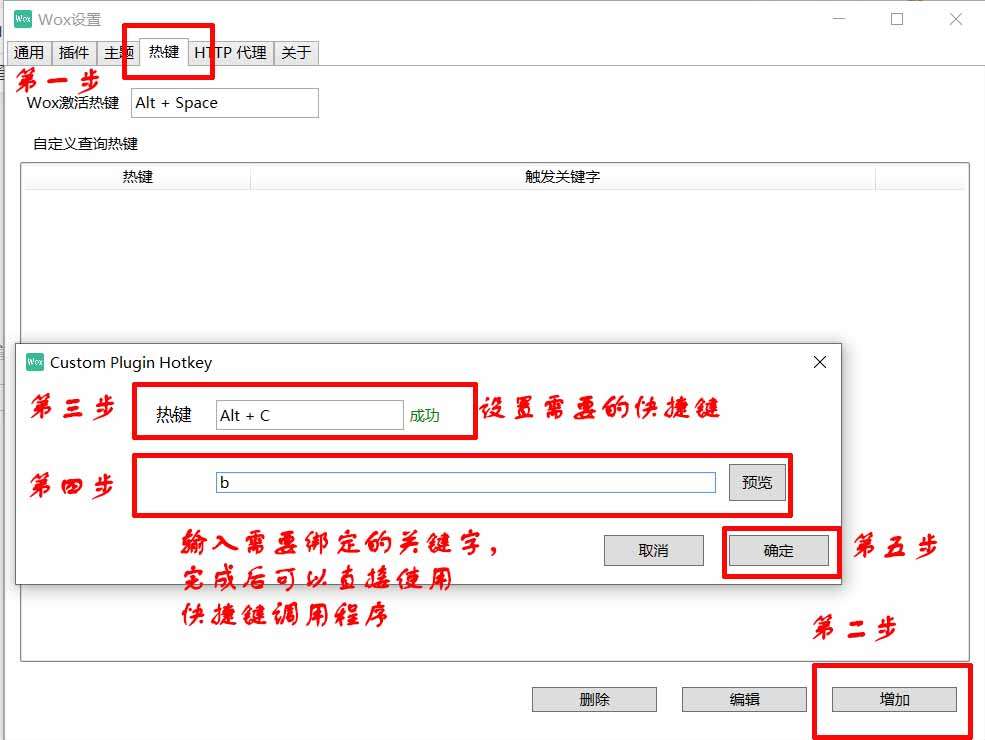 Wox Wox设置
通用 插件 主题 热键 HTTP 代理 关于
第一步
Wox激活热键 Alt + Space
自定义查询热键
热键 触发关键字
Wox Custom Plugin Hotkey
第三步 热键 Alt + C 成功 设置需要的快捷键
第四步 b 预览
输入需要绑定的关键字，
完成后可以直接使用
快捷键调用程序
取消 确定 第五步
第二步
删除 编辑 增加